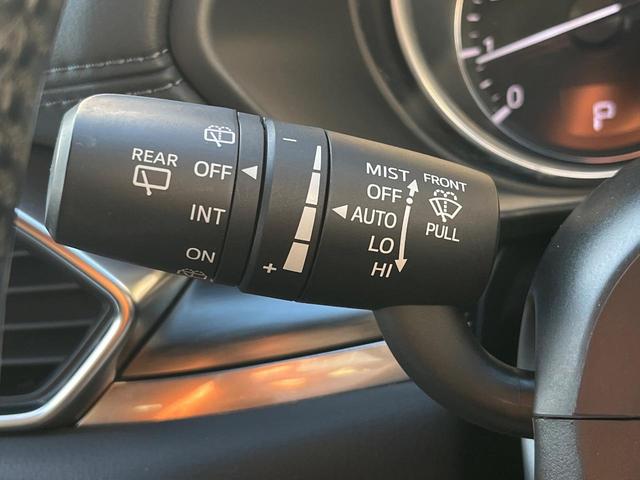 REAR
OFF
INT
ON
−
+
MIST
OFF
AUTO
LO
HI
FRONT
PULL
1
0
P